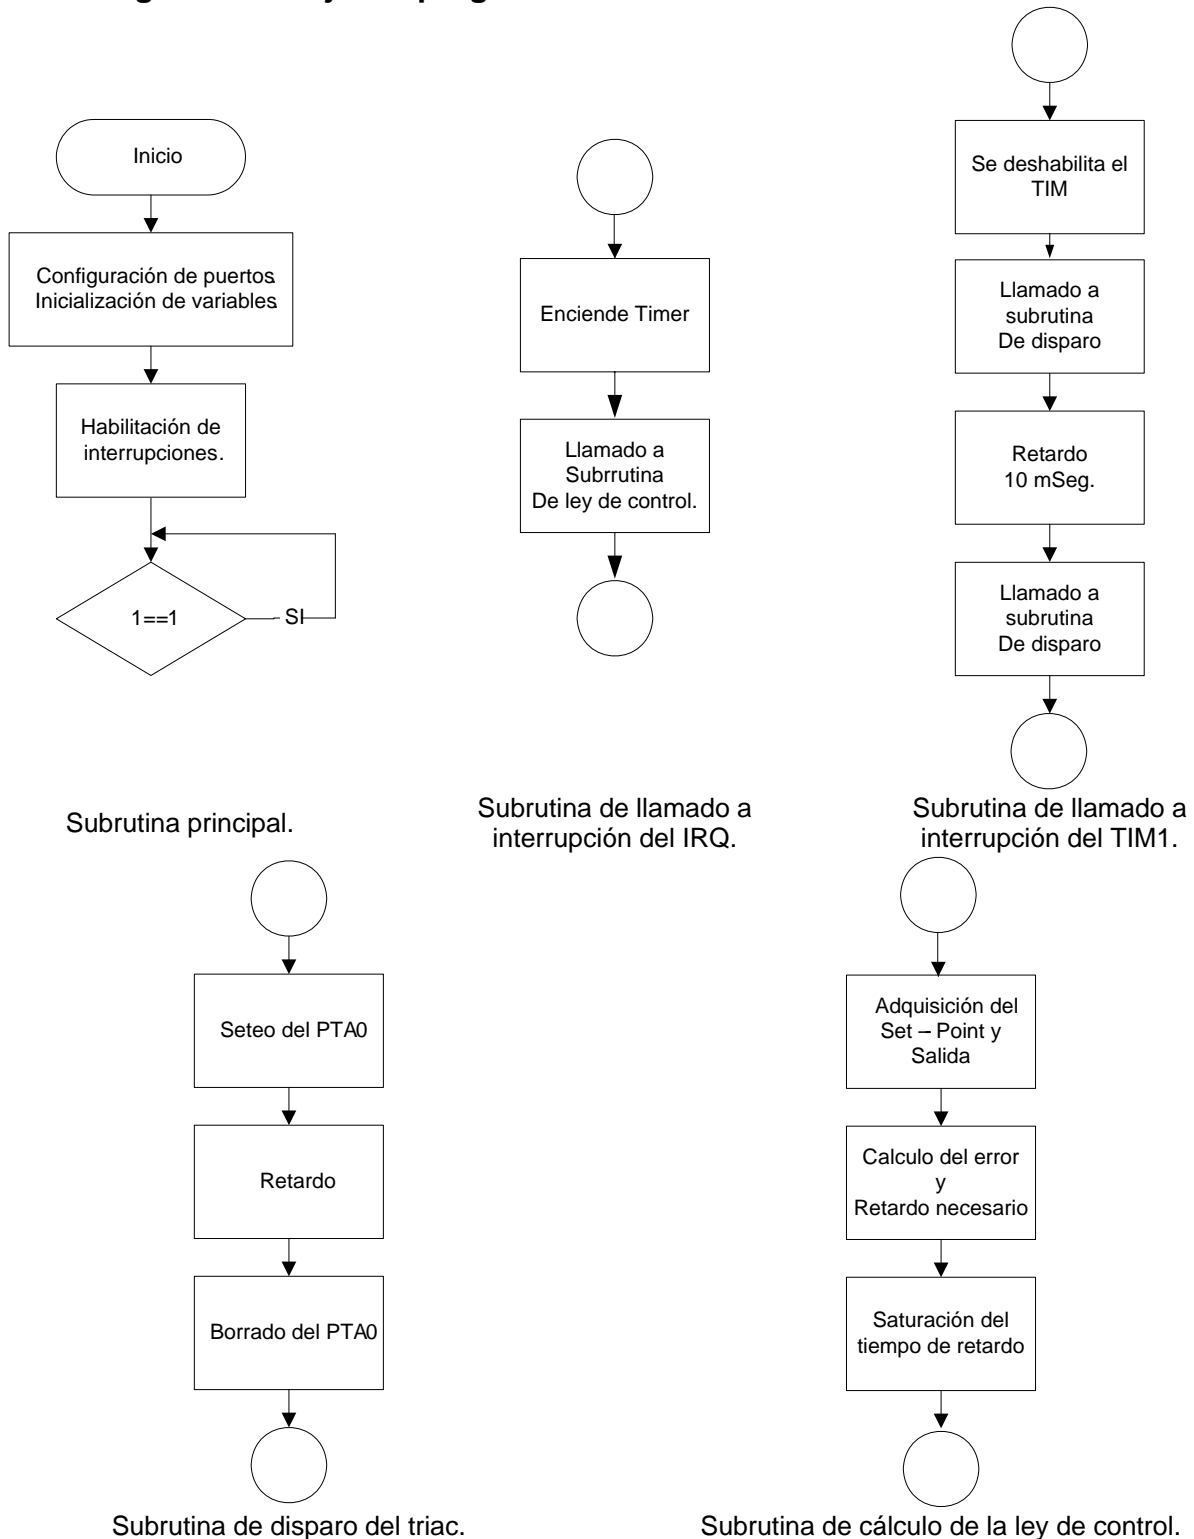 Inicio
Configuración de puertos.
Inicialización de variables.
Habilitación de
interrupciones.
1==1
SI
Subrutina principal.
Enciende Timer
Llamado a
Subrrutina
De ley de control.
Subrutina de llamado a
interrupción del IRQ.
Se deshabilita el
TIM
Llamado a
subrutina
De disparo
Retardo
10 mSeg.
Llamado a
subrutina
De disparo
Subrutina de llamado a
interrupción del TIM1.
Seteo del PTA0
Retardo
Borrado del PTA0
Subrutina de disparo del triac.
Adquisición del
Set – Point y
Salida
Calculo del error
y
Retardo necesario
Saturación del
tiempo de retardo
Subrutina de cálculo de la ley de control.